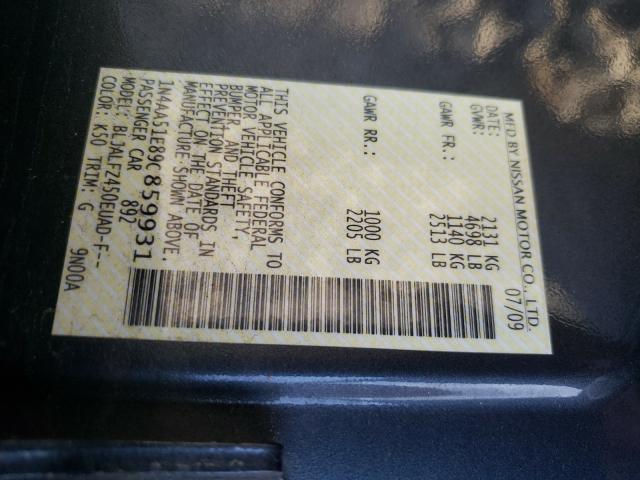 MFD BY NISSAN MOTOR CO., LTD.
DATE: 07/09
GVWR: 2131 KG
4698 LB
GAWR FR.: 1140 KG
2513 LB
GAWR RR.: 1000 KG
2205 LB
THIS VEHICLE CONFORMS TO
ALL APPLICABLE FEDERAL
MOTOR VEHICLE SAFETY,
BUMPER, AND THEFT
PREVENTION STANDARDS IN
EFFECT ON THE DATE OF
MANUFACTURE SHOWN ABOVE.
1N4AA51E89C859931
PASSENGER CAR 892
MODEL: BLJALFZ450EUAD-F--
COLOR: K50 TRIM: G 9N00A